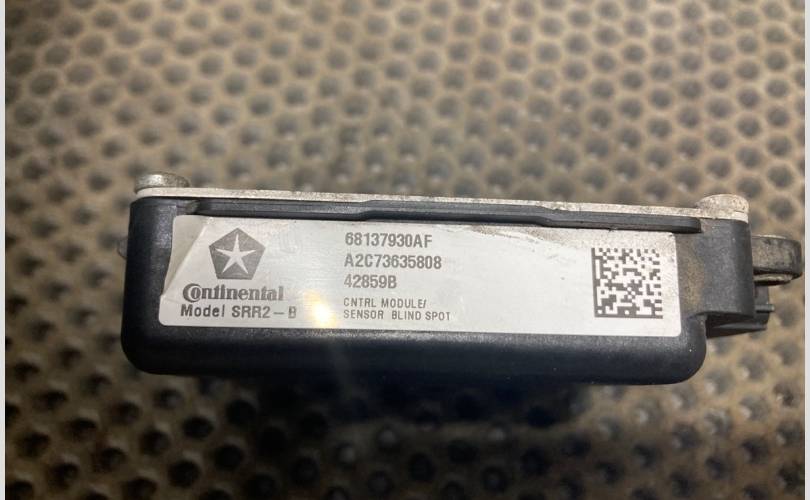 68137930AF
A2C73635808
42859B
Continental
Model SRR2-B
CNTRL MODULE/
SENSOR BLIND SPOT